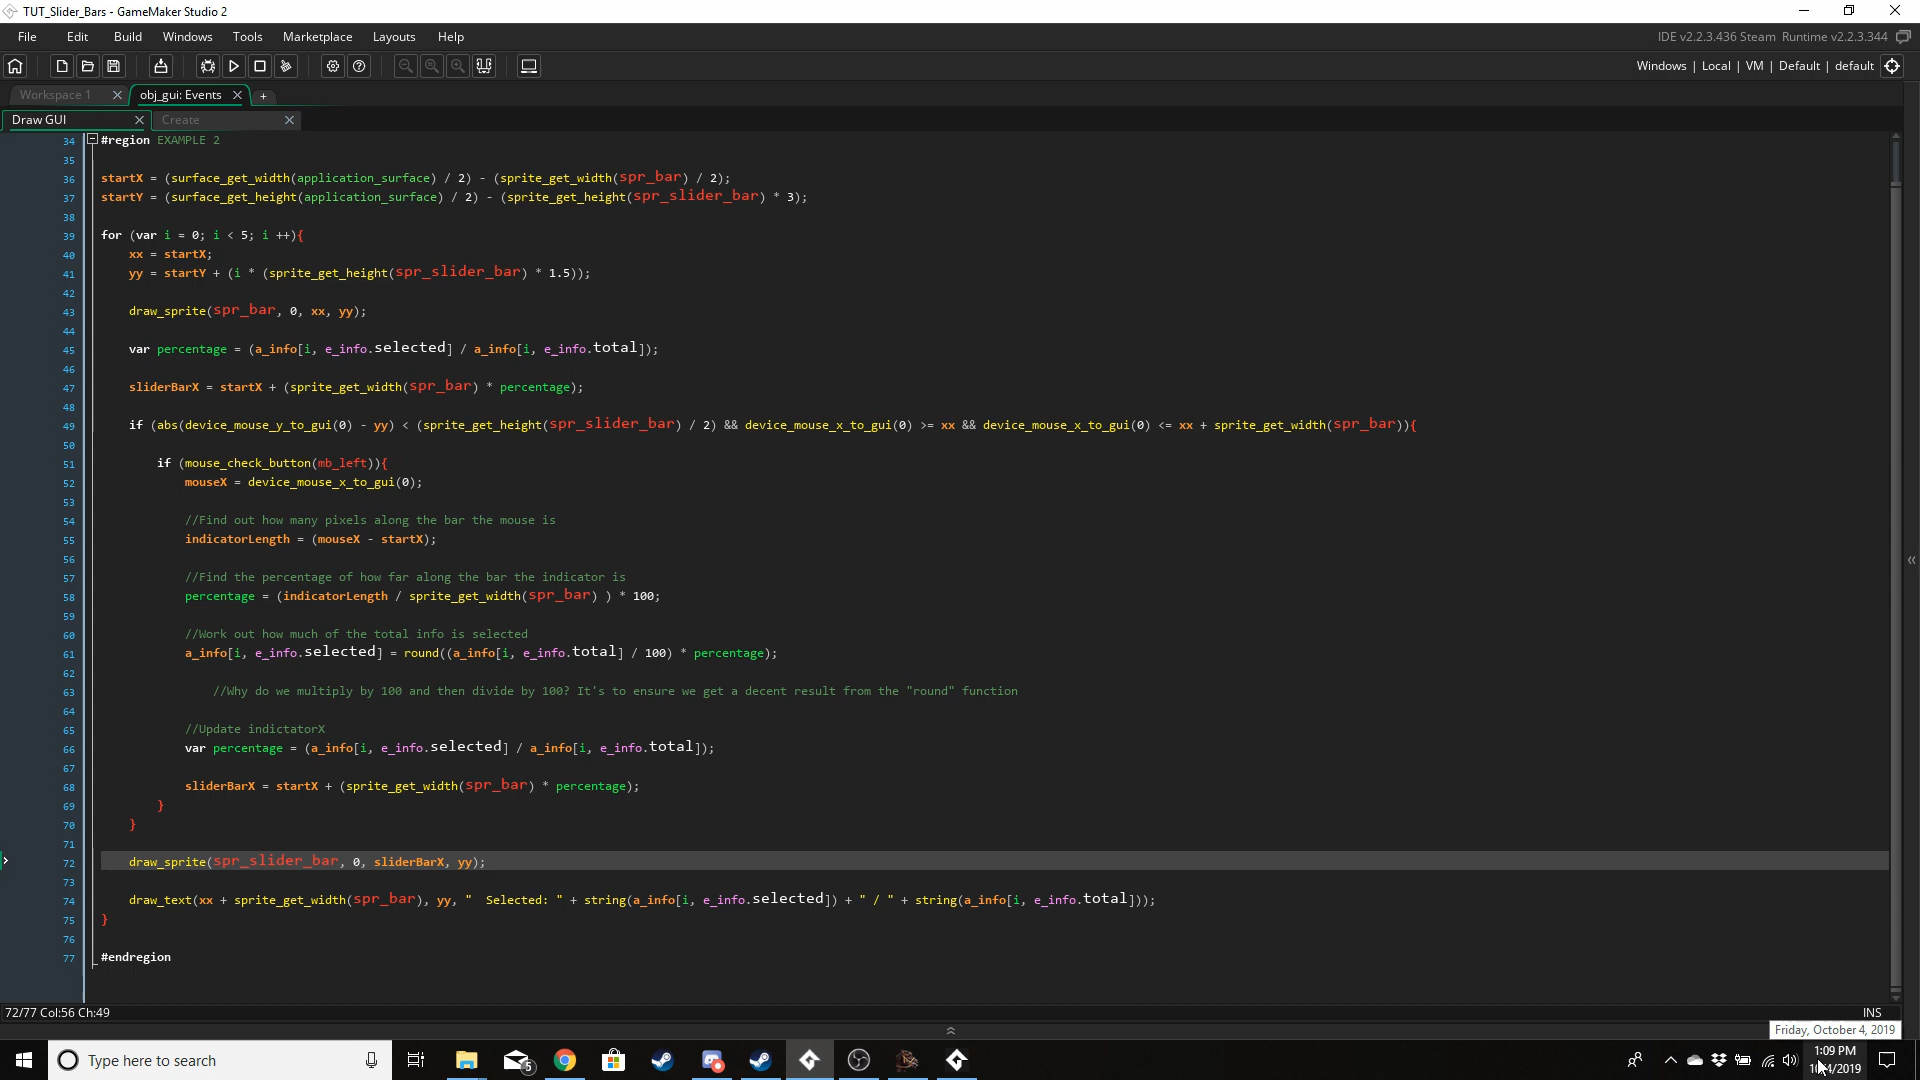 TUT_Slider_Bars - GameMaker Studio 2
File Edit Build Windows Tools Marketplace Layouts Help
IDE v2.2.3.436 Steam Runtime v2.2.3.344
Windows | Local | VM | Default | default
Workspace 1 obj_gui: Events +
Draw GUI Create
34 #region EXAMPLE 2
35
36 startX = (surface_get_width(application_surface) / 2) - (sprite_get_width(spr_bar) / 2);
37 startY = (surface_get_height(application_surface) / 2) - (sprite_get_height(spr_slider_bar) * 3);
38
39 for (var i = 0; i < 5; i ++){
40 xx = startX;
41 yy = startY + (i * (sprite_get_height(spr_slider_bar) * 1.5));
42
43 draw_sprite(spr_bar, 0, xx, yy);
44
45 var percentage = (a_info[i, e_info.selected] / a_info[i, e_info.total]);
46
47 sliderBarX = startX + (sprite_get_width(spr_bar) * percentage);
48
49 if (abs(device_mouse_y_to_gui(0) - yy) < (sprite_get_height(spr_slider_bar) / 2) && device_mouse_x_to_gui(0) >= xx && device_mouse_x_to_gui(0) <= xx + sprite_get_width(spr_bar)){
50
51 if (mouse_check_button(mb_left)){
52 mouseX = device_mouse_x_to_gui(0);
53
54 //Find out how many pixels along the bar the mouse is
55 indicatorLength = (mouseX - startX);
56
57 //Find the percentage of how far along the bar the indicator is
58 percentage = (indicatorLength / sprite_get_width(spr_bar) ) * 100;
59
60 //Work out how much of the total info is selected
61 a_info[i, e_info.selected] = round((a_info[i, e_info.total] / 100) * percentage);
62
63 //Why do we multiply by 100 and then divide by 100? It's to ensure we get a decent result from the "round" function
64
65 //Update indictatorX
66 var percentage = (a_info[i, e_info.selected] / a_info[i, e_info.total]);
67
68 sliderBarX = startX + (sprite_get_width(spr_bar) * percentage);
69 }
70 }
71
72 draw_sprite(spr_slider_bar, 0, sliderBarX, yy);
73
74 draw_text(xx + sprite_get_width(spr_bar), yy, "  Selected: " + string(a_info[i, e_info.selected]) + " / " + string(a_info[i, e_info.total]));
75 }
76
77 #endregion
72/77 Col:56 Ch:49
INS
Friday, October 4, 2019
Type here to search
5
1:09 PM